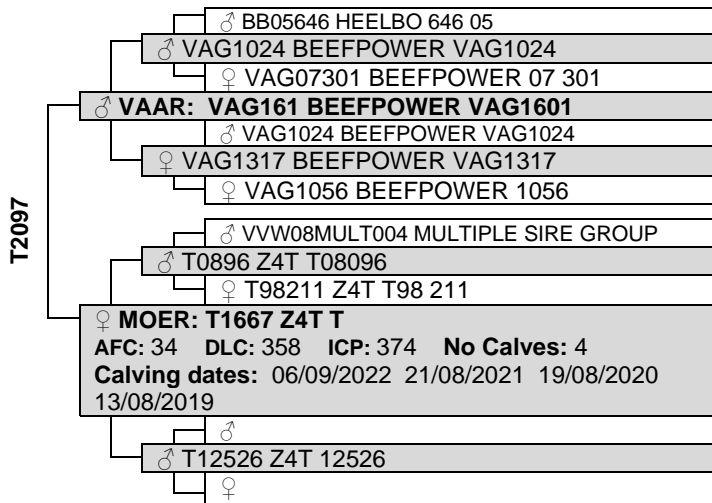 ♂ BB05646 HEELBO 646 05
♂ VAG1024 BEEFPOWER VAG1024
♀ VAG07301 BEEFPOWER 07 301
♂ VAAR: VAG161 BEEFPOWER VAG1601
♂ VAG1024 BEEFPOWER VAG1024
♀ VAG1317 BEEFPOWER VAG1317
♀ VAG1056 BEEFPOWER 1056
T2097
♂ VVW08MULT004 MULTIPLE SIRE GROUP
♂ T0896 Z4T T08096
♀ T98211 Z4T T98 211
♀ MOER: T1667 Z4T T
AFC: 34 DLC: 358 ICP: 374 No Calves: 4
Calving dates: 06/09/2022 21/08/2021 19/08/2020
13/08/2019
♂
♂ T12526 Z4T 12526
♀